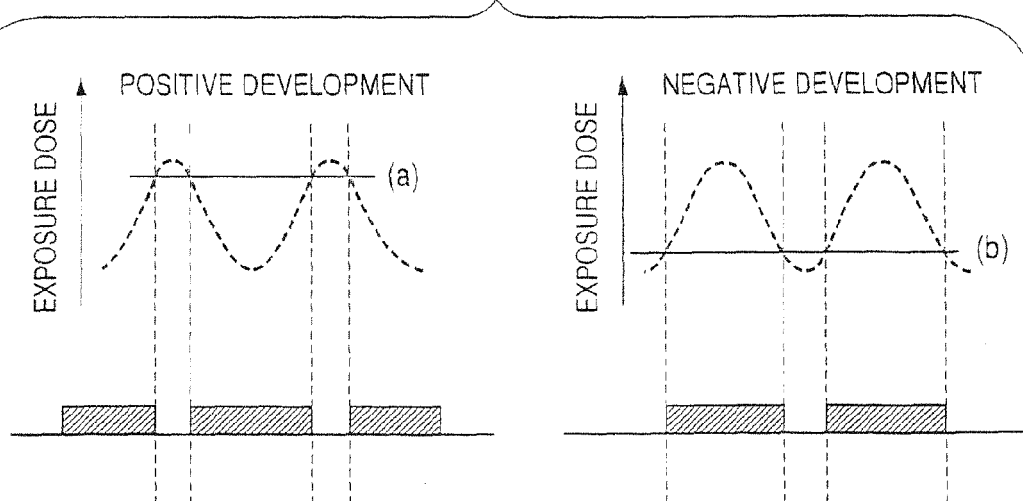 POSITIVE DEVELOPMENT
EXPOSURE DOSE
(a)
NEGATIVE DEVELOPMENT
EXPOSURE DOSE
(b)